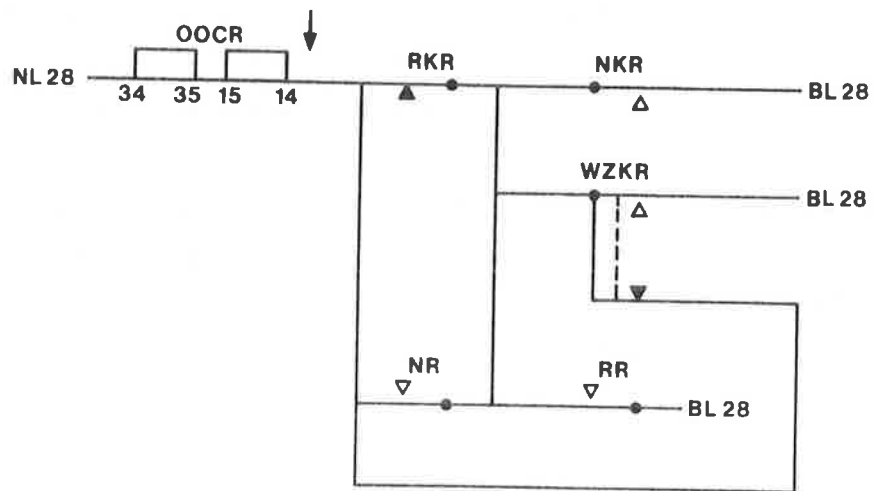 OOCR
RKR NKR
NL 28 34 35 15 14 BL 28
WZKR
BL 28
NR RR
BL 28